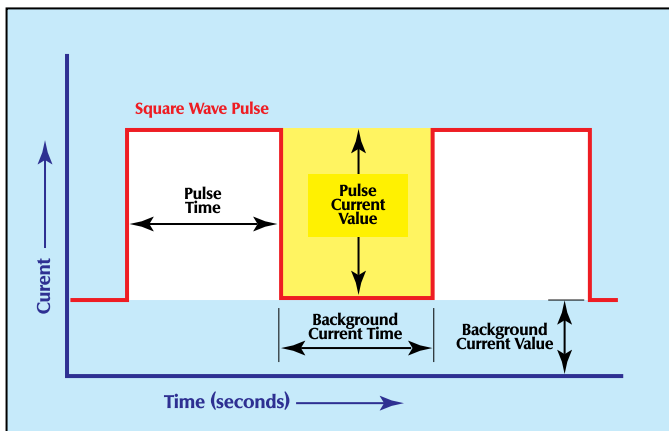 Square Wave Pulse
Pulse
Time
Pulse
Current
Value
Curent
Background
Current Time
Background
Current Value
Time (seconds)